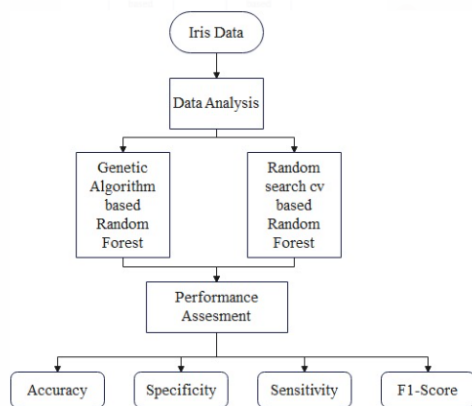 Iris Data
Data Analysis
Genetic
Algorithm
based
Random
Forest
Random
search cv
based
Random
Forest
Performance
Assesment
Accuracy
Specificity
Sensitivity
F1-Score